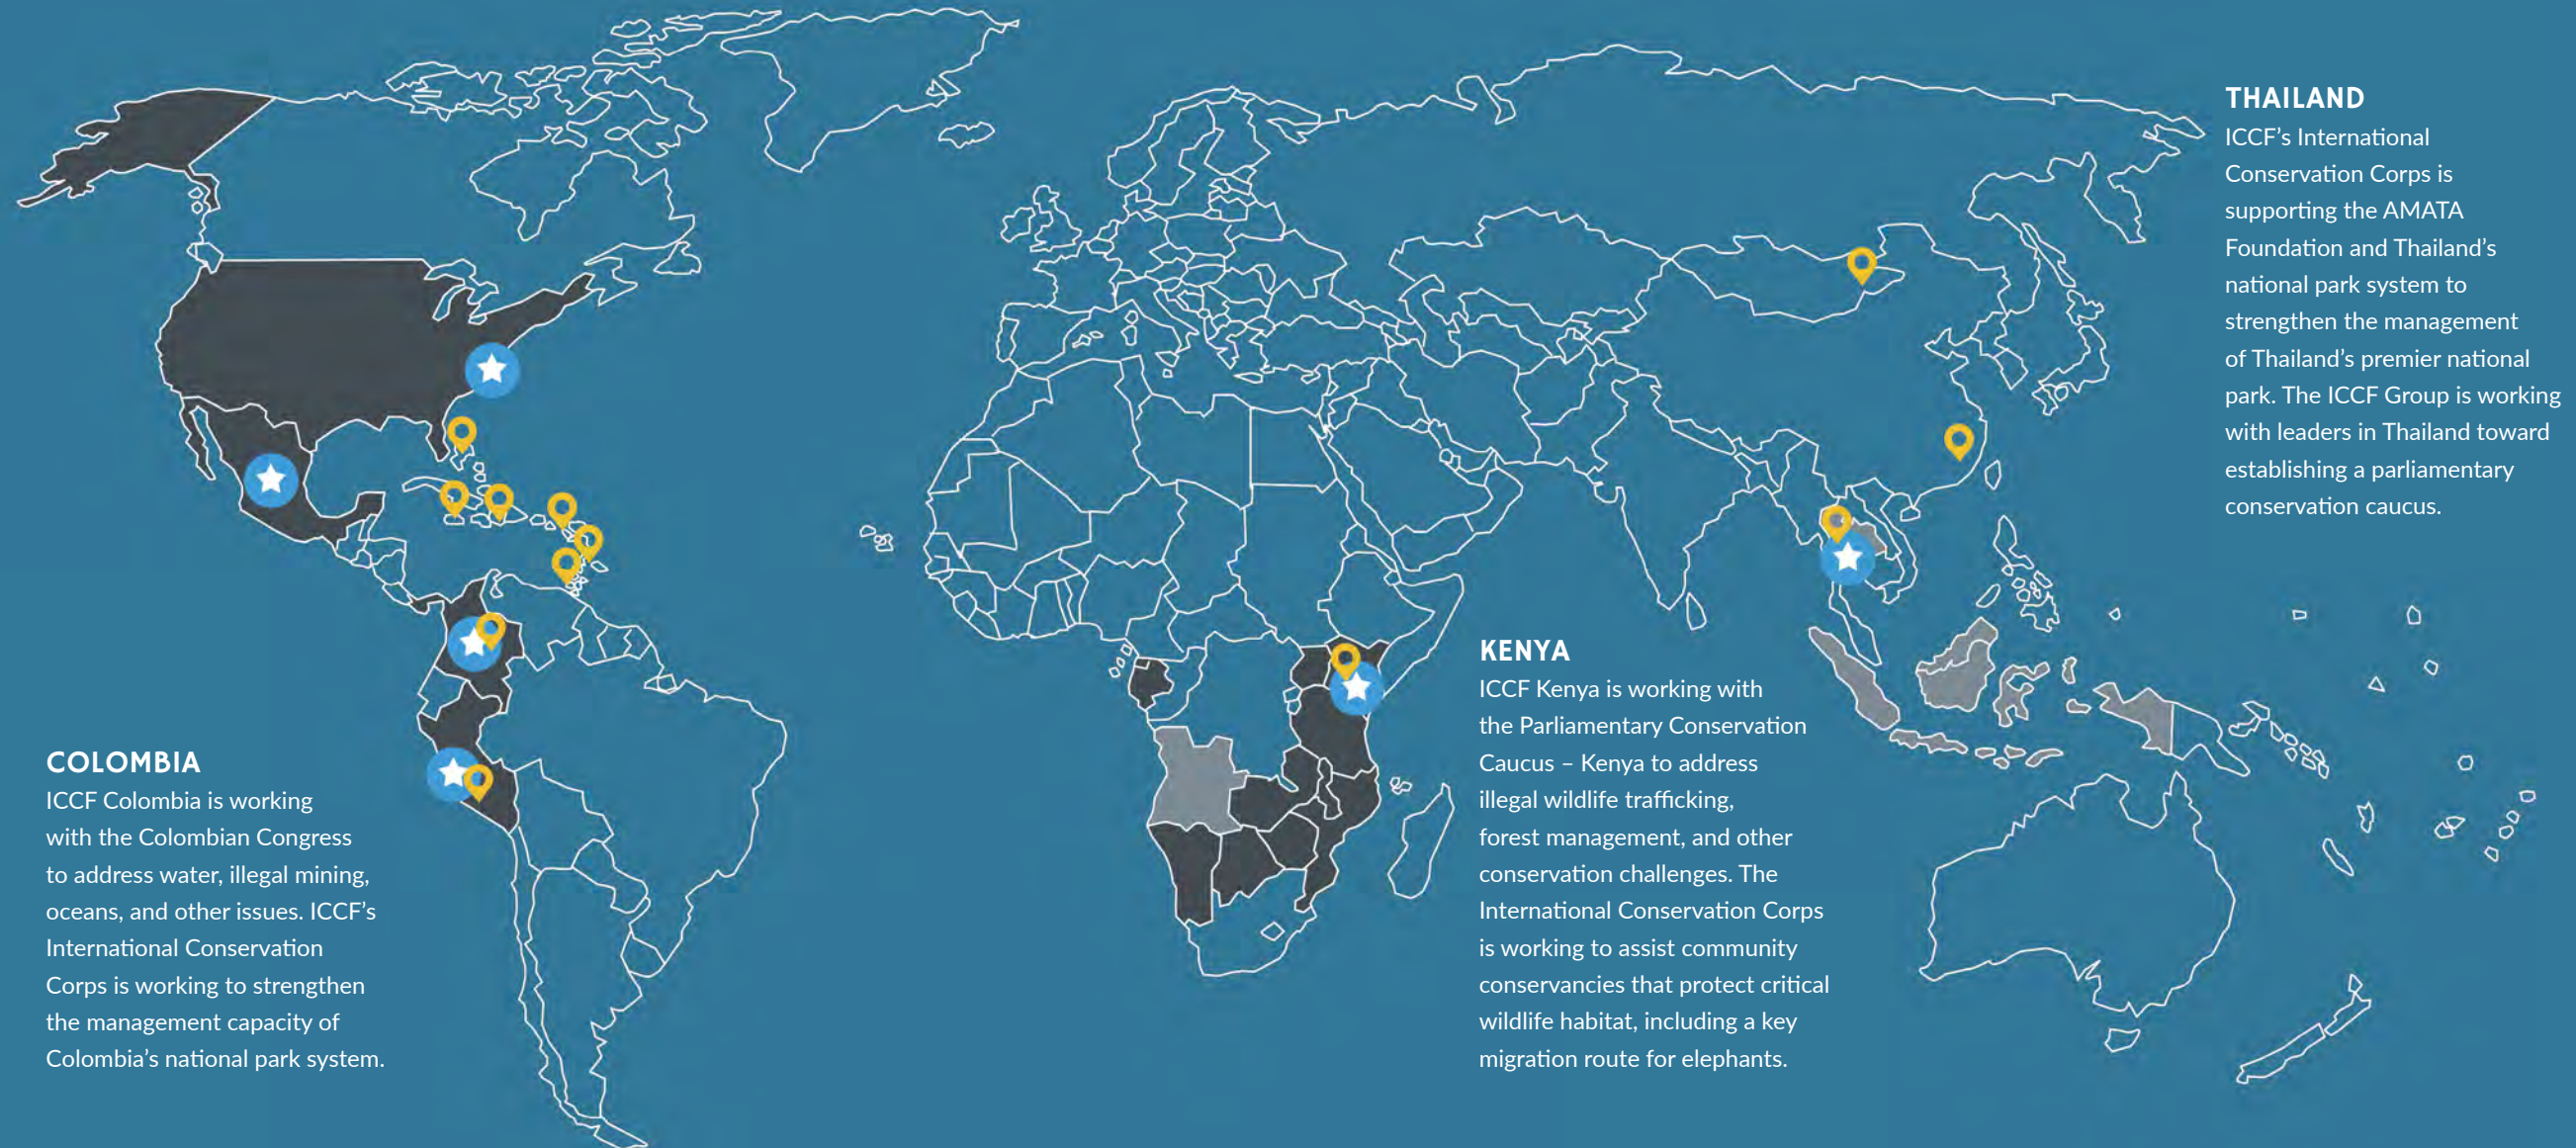 THAILAND
ICCF’s International
Conservation Corps is
supporting the AMATA
Foundation and Thailand’s
national park system to
strengthen the management
of Thailand’s premier national
park. The ICCF Group is working
with leaders in Thailand toward
establishing a parliamentary
conservation caucus.
KENYA
ICCF Kenya is working with
the Parliamentary Conservation
Caucus – Kenya to address
illegal wildlife trafficking,
forest management, and other
conservation challenges. The
International Conservation Corps
is working to assist community
conservancies that protect critical
wildlife habitat, including a key
migration route for elephants.
COLOMBIA
ICCF Colombia is working
with the Colombian Congress
to address water, illegal mining,
oceans, and other issues. ICCF’s
International Conservation
Corps is working to strengthen
the management capacity of
Colombia’s national park system.